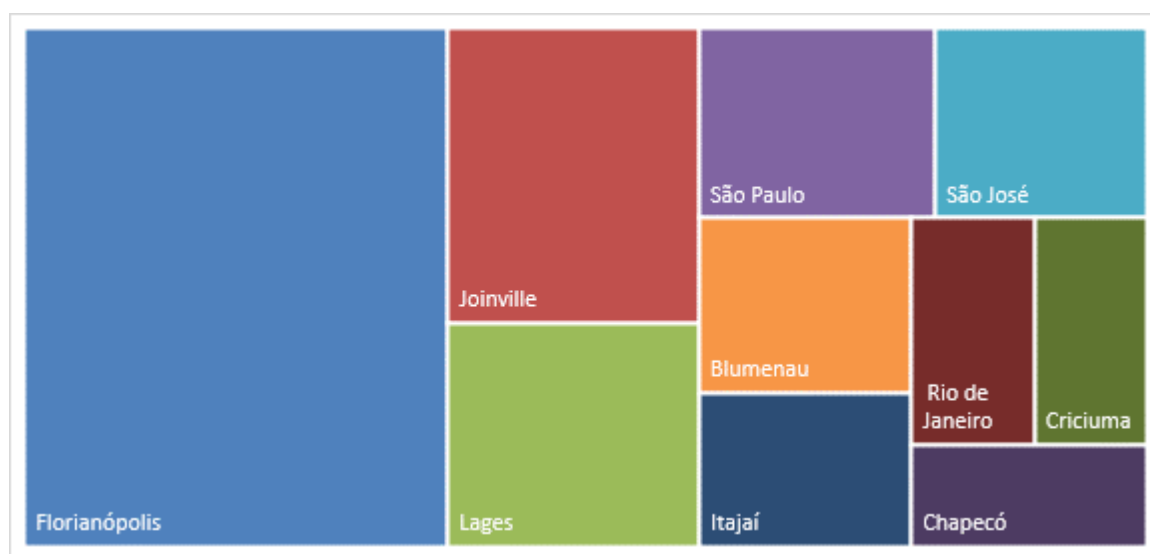 Florianópolis
Joinville
Lages
São Paulo
São José
Blumenau
Itajaí
Rio de
Janeiro
Criciuma
Chapecó